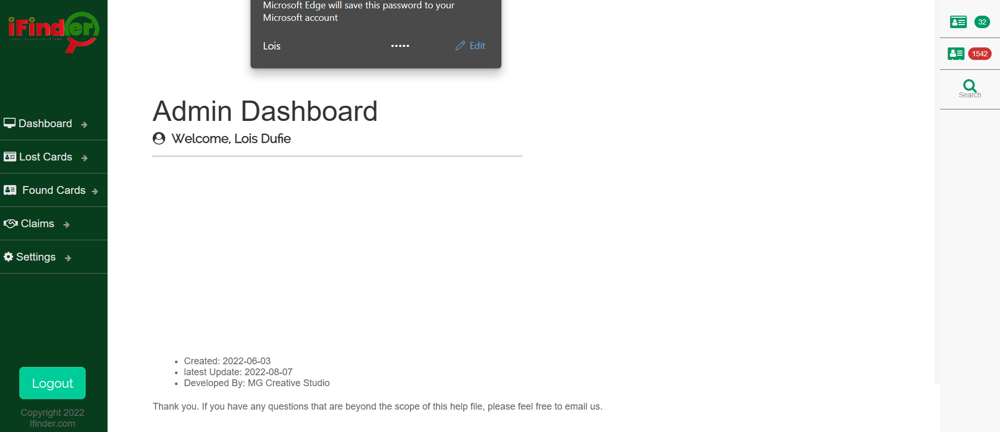 iFinder
Dashboard
Lost Cards
Found Cards
Claims
Settings
Logout
Copyright 2022
Ifinder.com
Microsoft Edge will save this password to your
Microsoft account
Lois ••••• Edit
Admin Dashboard
Welcome, Lois Dufie
• Created: 2022-06-03
• latest Update: 2022-08-07
• Developed By: MG Creative Studio
Thank you. If you have any questions that are beyond the scope of this help file, please feel free to email us.
32
1542
Search